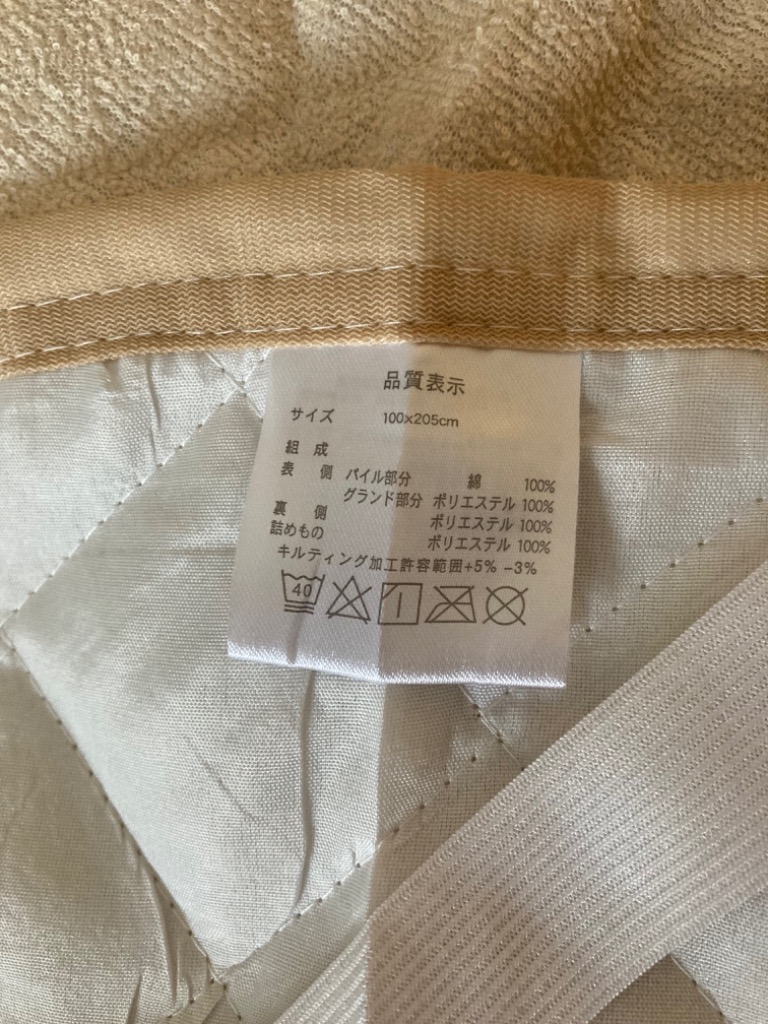 品質表示
サイズ 100x205cm
組 成
表 側 パイル部分 綿 100%
グランド部分 ポリエステル 100%
裏 側 ポリエステル 100%
詰めもの ポリエステル 100%
キルティング加工許容範囲+5% -3%
40